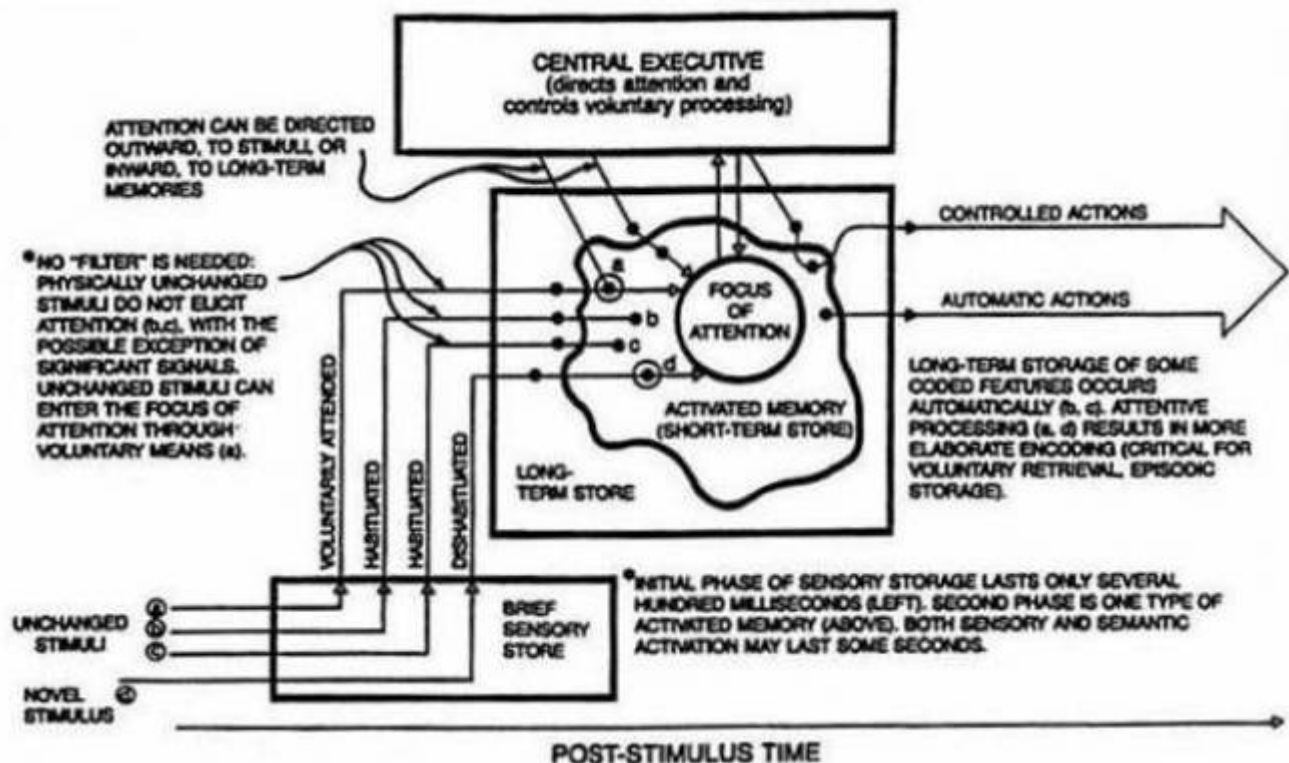 CENTRAL EXECUTIVE
(directs attention and
controls voluntary processing)
ATTENTION CAN BE DIRECTED
OUTWARD, TO STIMULI, OR
INWARD, TO LONG-TERM
MEMORIES
NO "FILTER" IS NEEDED:
PHYSICALLY UNCHANGED
STIMULI DO NOT ELICIT
ATTENTION (b,c), WITH THE
POSSIBLE EXCEPTION OF
SIGNIFICANT SIGNALS.
UNCHANGED STIMULI CAN
ENTER THE FOCUS OF
ATTENTION THROUGH
VOLUNTARY MEANS (a).
a
b
c
d
FOCUS
OF
ATTENTION
ACTIVATED MEMORY
(SHORT-TERM STORE)
LONG-
TERM STORE
CONTROLLED ACTIONS
AUTOMATIC ACTIONS
LONG-TERM STORAGE OF SOME
CODED FEATURES OCCURS
AUTOMATICALLY (b, c). ATTENTIVE
PROCESSING (a, d) RESULTS IN MORE
ELABORATE ENCODING (CRITICAL FOR
VOLUNTARY RETRIEVAL, EPISODIC
STORAGE).
VOLUNTARILY ATTENDED
HABITUATED
HABITUATED
DISHABITUATED
UNCHANGED
STIMULI
a
b
c
NOVEL d
STIMULUS
BRIEF
SENSORY
STORE
INITIAL PHASE OF SENSORY STORAGE LASTS ONLY SEVERAL
HUNDRED MILLISECONDS (LEFT). SECOND PHASE IS ONE TYPE OF
ACTIVATED MEMORY (ABOVE). BOTH SENSORY AND SEMANTIC
ACTIVATION MAY LAST SOME SECONDS.
POST-STIMULUS TIME